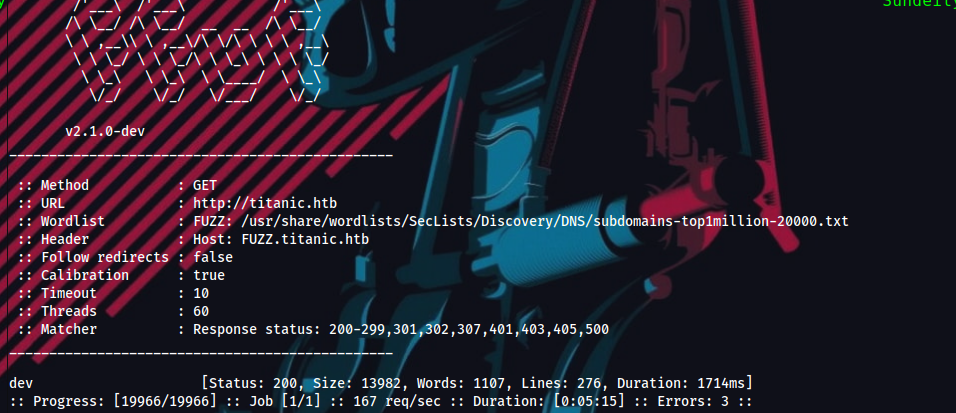 Sundeity
v2.1.0-dev
________________________________________________
:: Method : GET
:: URL : http://titanic.htb
:: Wordlist : FUZZ: /usr/share/wordlists/SecLists/Discovery/DNS/subdomains-top1million-20000.txt
:: Header : Host: FUZZ.titanic.htb
:: Follow redirects : false
:: Calibration : true
:: Timeout : 10
:: Threads : 60
:: Matcher : Response status: 200-299,301,302,307,401,403,405,500
________________________________________________
dev [Status: 200, Size: 13982, Words: 1107, Lines: 276, Duration: 1714ms]
:: Progress: [19966/19966] :: Job [1/1] :: 167 req/sec :: Duration: [0:05:15] :: Errors: 3 ::